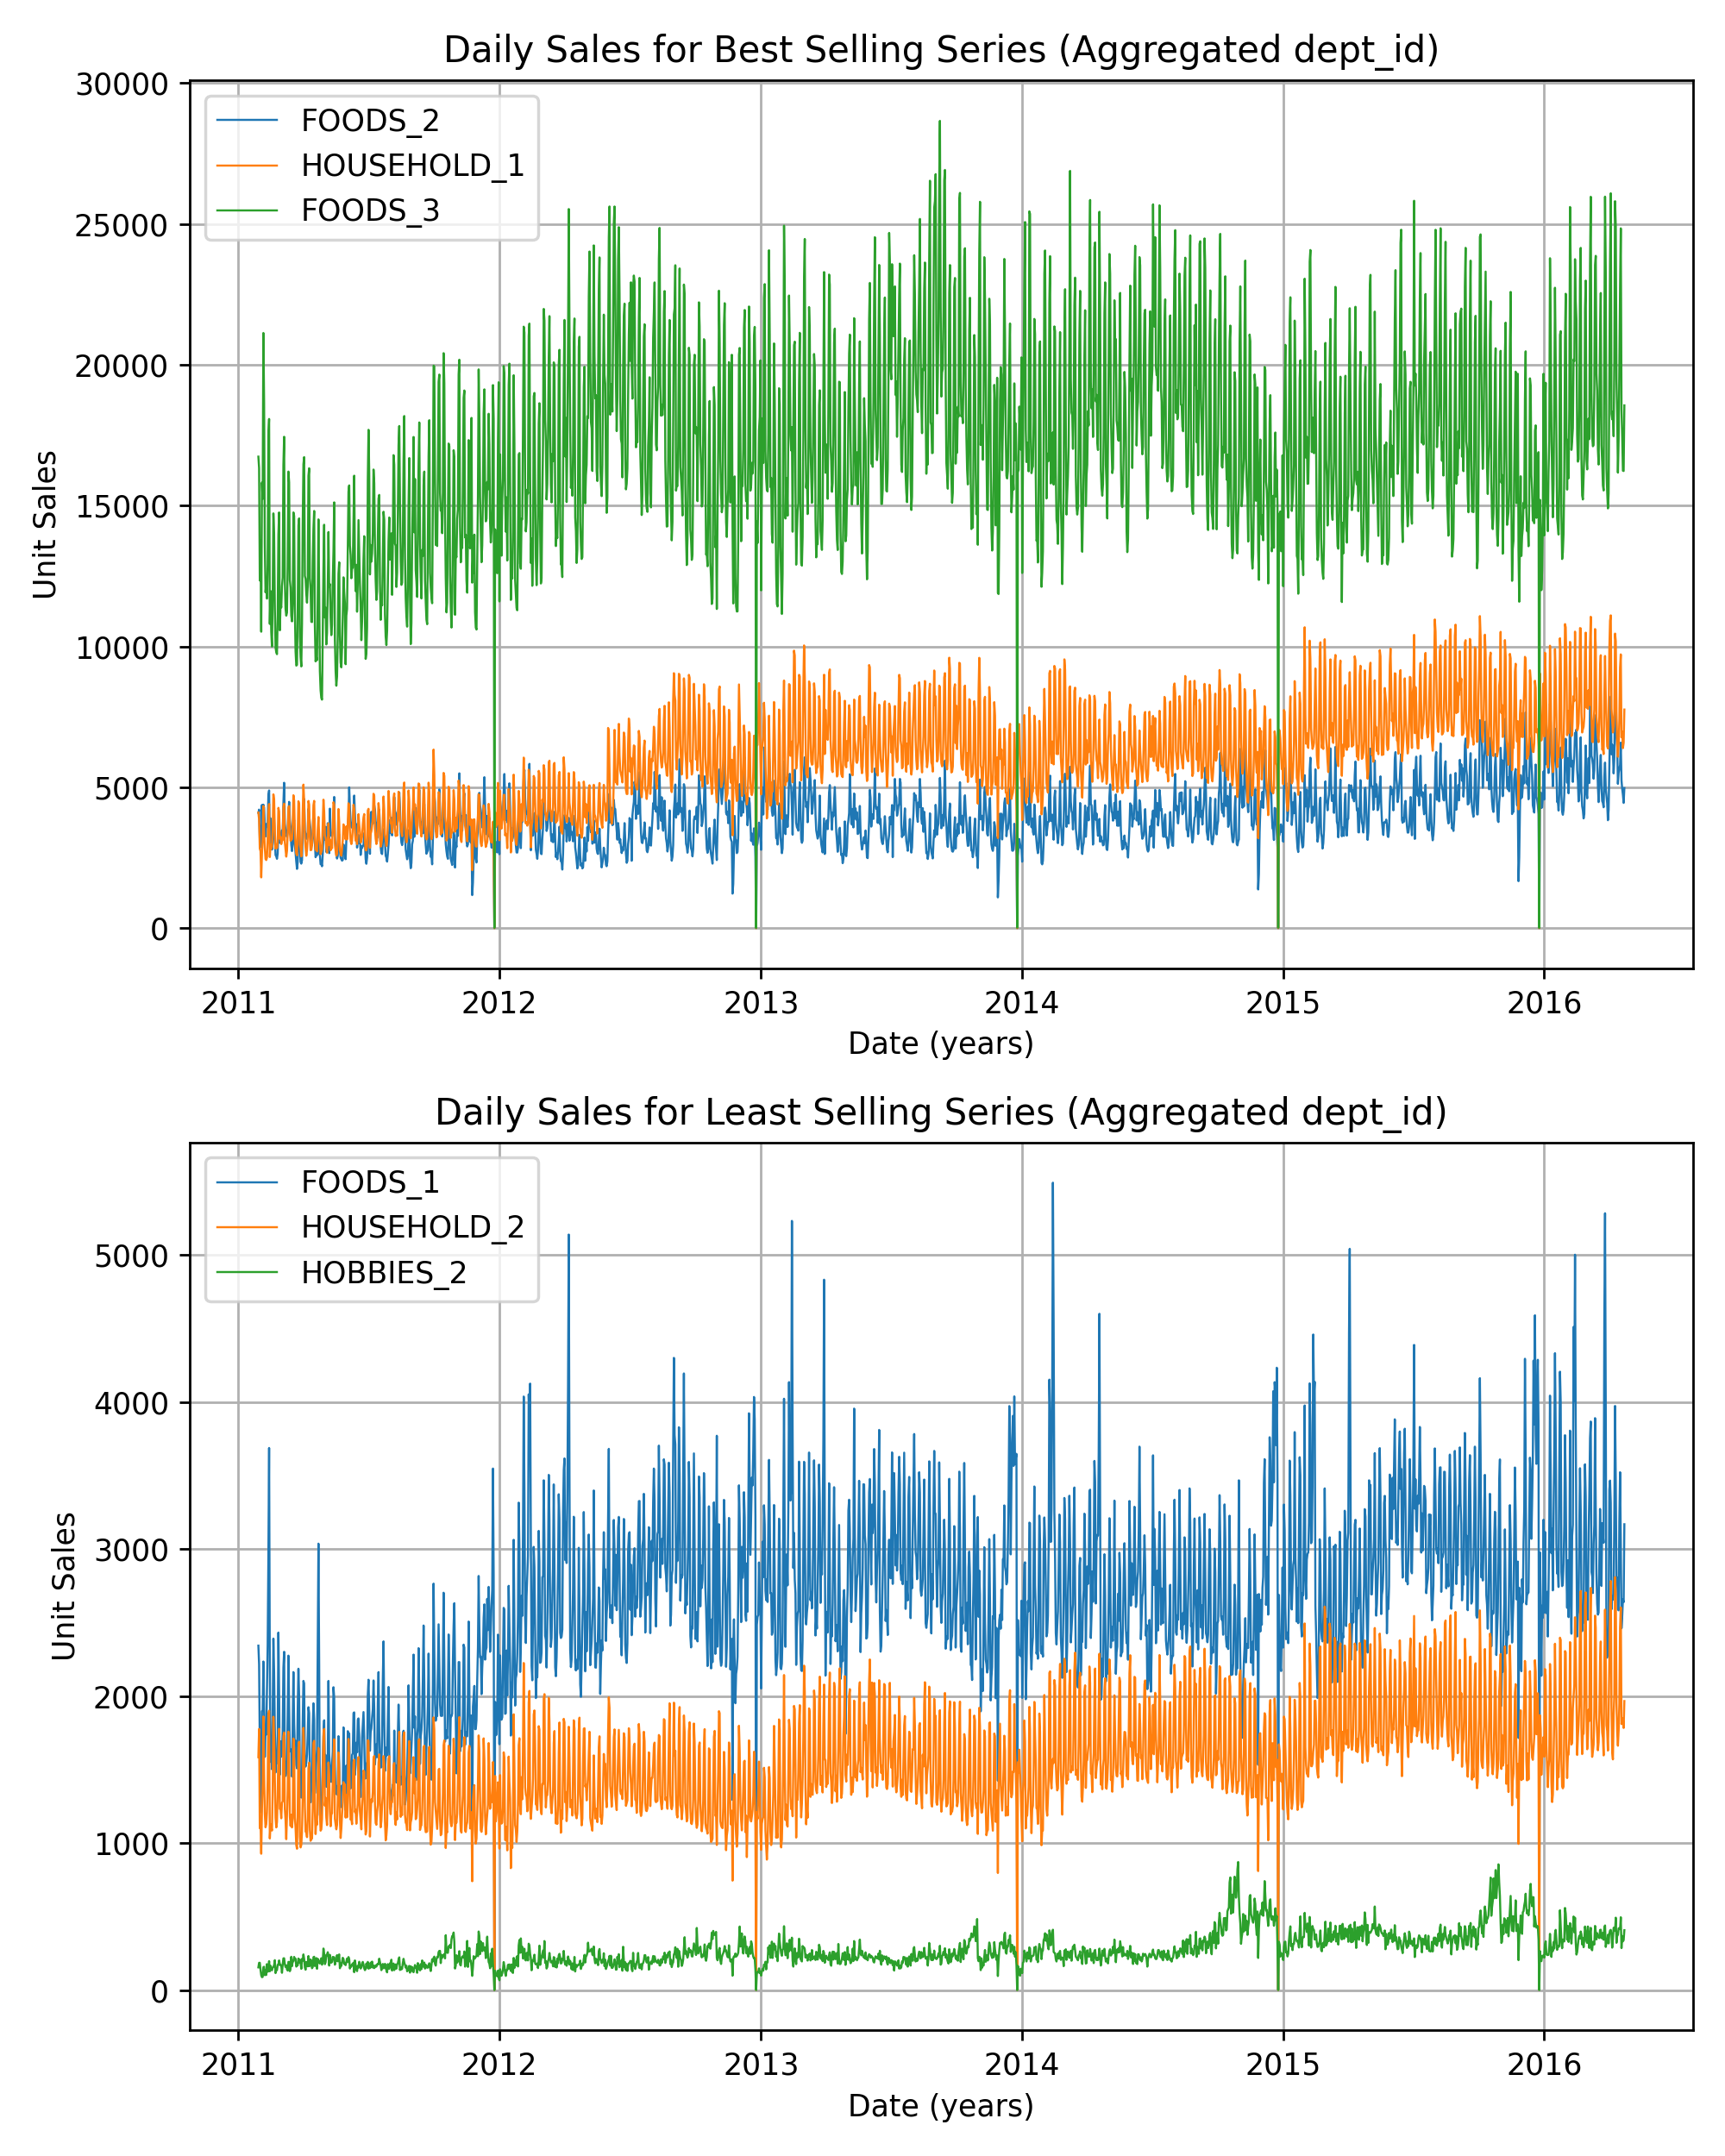 Daily Sales for Best Selling Series (Aggregated dept_id)
30000
25000
20000
15000
10000
5000
0
Unit Sales
FOODS_2
HOUSEHOLD_1
FOODS_3
2011 2012 2013 2014 2015 2016
Date (years)
Daily Sales for Least Selling Series (Aggregated dept_id)
5000
4000
3000
2000
1000
0
Unit Sales
FOODS_1
HOUSEHOLD_2
HOBBIES_2
2011 2012 2013 2014 2015 2016
Date (years)